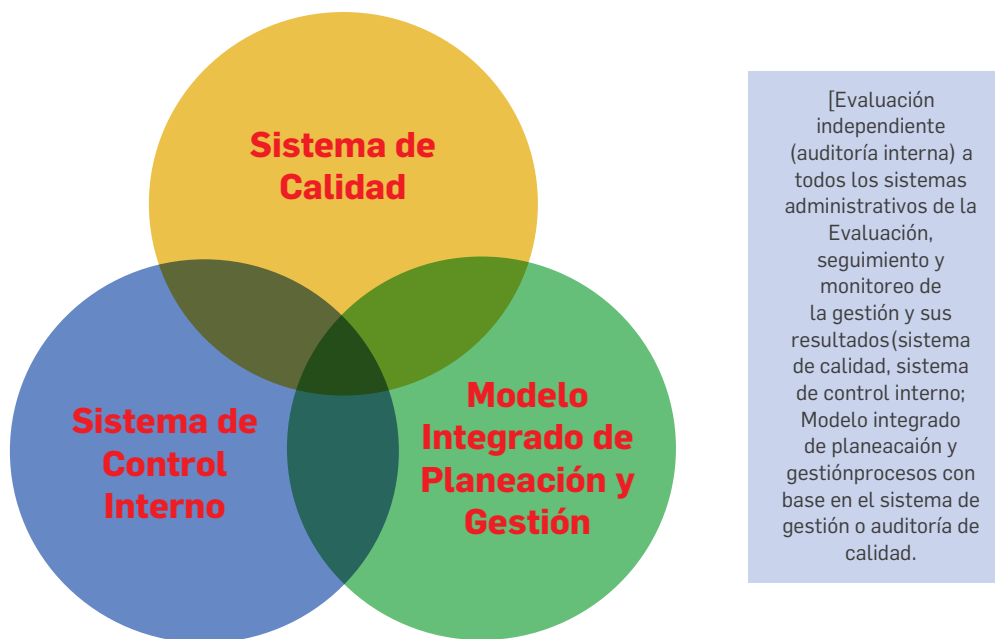 Sistema de
Calidad
Sistema de
Control
Interno
Modelo
Integrado de
Planeación y
Gestión
[Evaluación
independiente
(auditoría interna) a
todos los sistemas
administrativos de la
Evaluación,
seguimiento y
monitoreo de
la gestión y sus
resultados(sistema
de calidad, sistema
de control interno;
Modelo integrado
de planeacaión y
gestiónprocesos con
base en el sistema de
gestión o auditoría de
calidad.